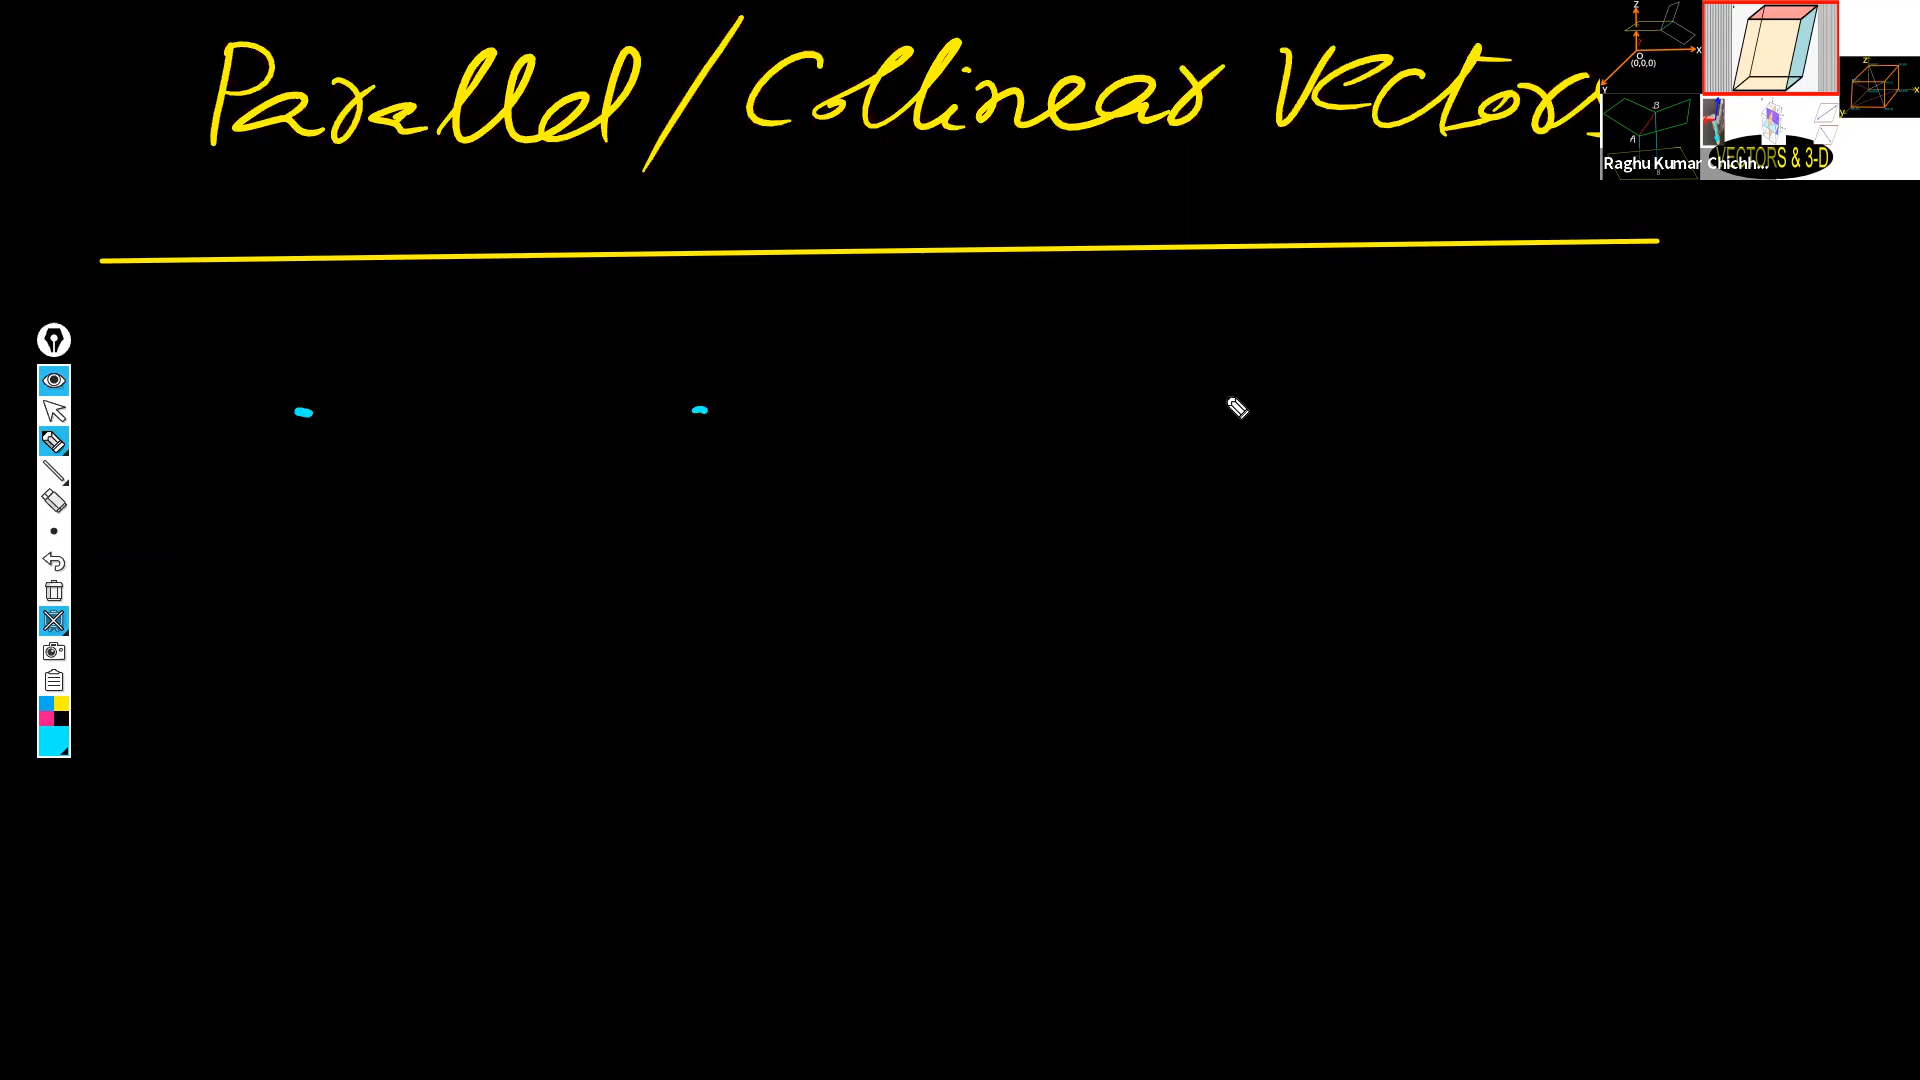 Parallel/Collinear Vectors
Z
X
(0,0,0)
Y
B
A
Z
X
Y
VECTORS & 3-D
Raghu Kumar Chichh...